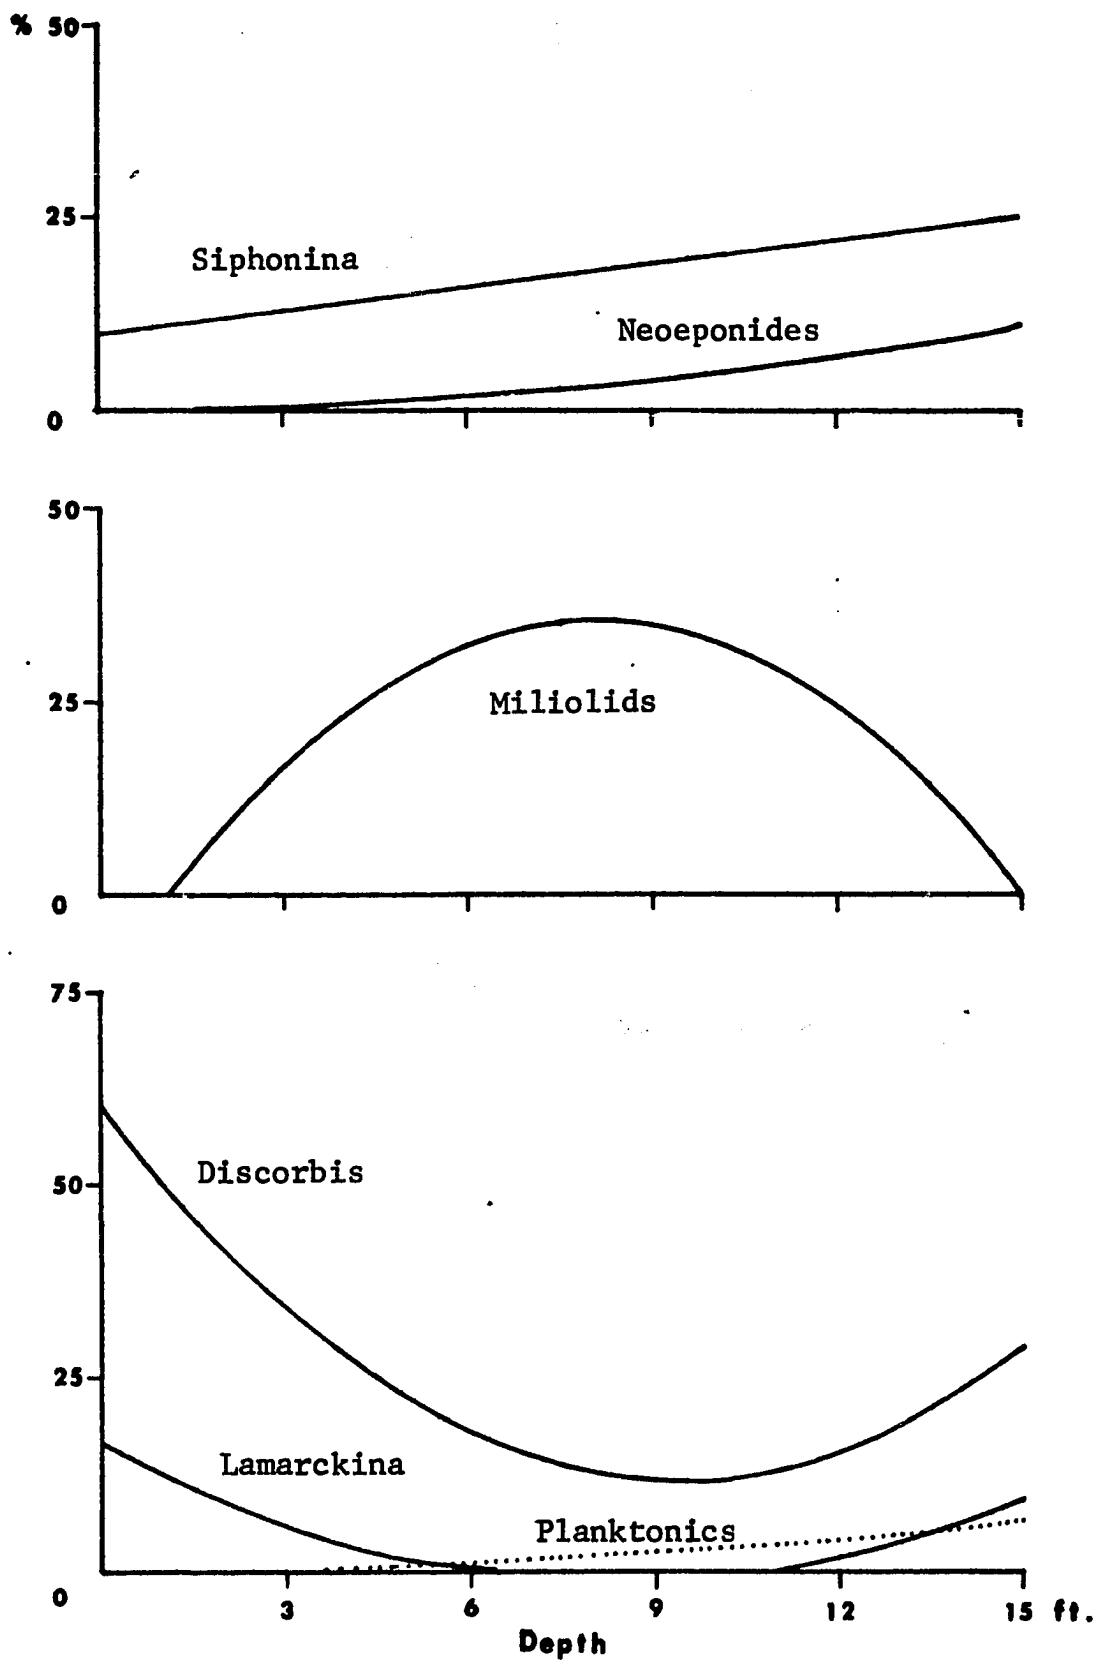 % 50
25
Siphonina
Neoeponides
0
50
25
Miliolids
0
75
50
Discorbis
25
Lamarckina
Planktonics
0
3 6 9 12 15 ft.
Depth